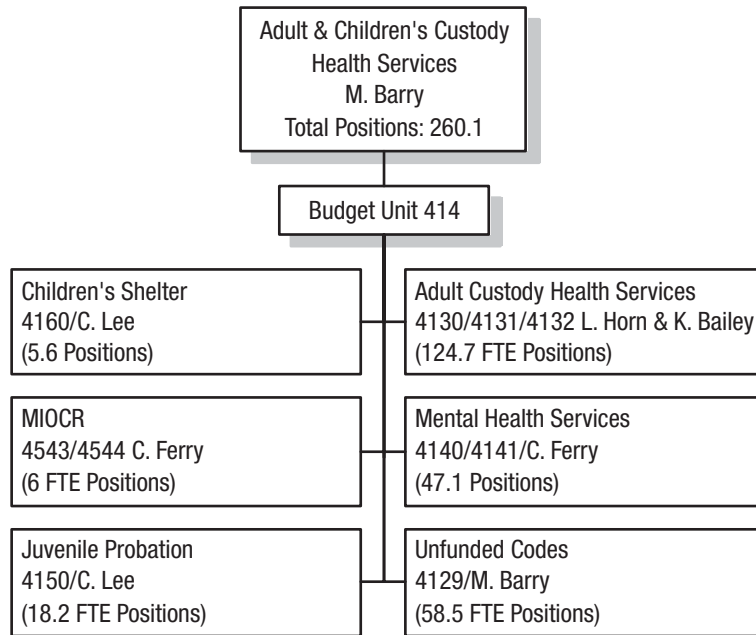 Adult & Children's Custody
Health Services
M. Barry
Total Positions: 260.1
Budget Unit 414
Children's Shelter
4160/C. Lee
(5.6 Positions)
Adult Custody Health Services
4130/4131/4132 L. Horn & K. Bailey
(124.7 FTE Positions)
MIOCR
4543/4544 C. Ferry
(6 FTE Positions)
Mental Health Services
4140/4141/C. Ferry
(47.1 Positions)
Juvenile Probation
4150/C. Lee
(18.2 FTE Positions)
Unfunded Codes
4129/M. Barry
(58.5 FTE Positions)